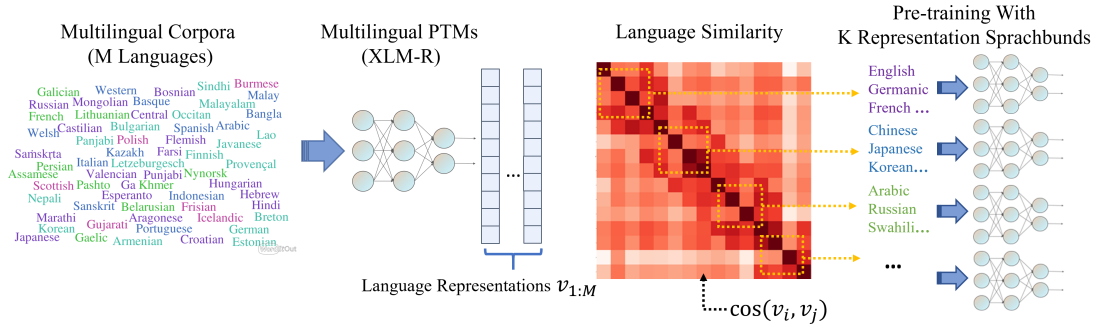 Multilingual Corpora
(M Languages)
Galician Western Bosnian Sindhi Burmese
Russian Mongolian Basque Malayalam Malay
French Lithuanian Central Occitan Bangla
Castilian Bulgarian Spanish Arabic
Welsh Panjabi Polish Flemish Javanese Lao
Saṁskṛta Kazakh Farsi Finnish
Persian Italian Letzeburgesch Provençal
Assamese Valencian Punjabi Nynorsk
Scottish Pashto Ga Khmer Hungarian
Nepali Esperanto Indonesian Hebrew
Sanskrit Belarusian Frisian Hindi
Marathi Aragonese Icelandic Breton
Korean Gujarati Portuguese German
Japanese Gaelic Armenian Croatian Estonian
WordItOut
Multilingual PTMs
(XLM-R)
...
Language Representations v1:M
Language Similarity
cos(vi, vj)
Pre-training With
K Representation Sprachbunds
English
Germanic
French ...
Chinese
Japanese
Korean...
Arabic
Russian
Swahili...
...